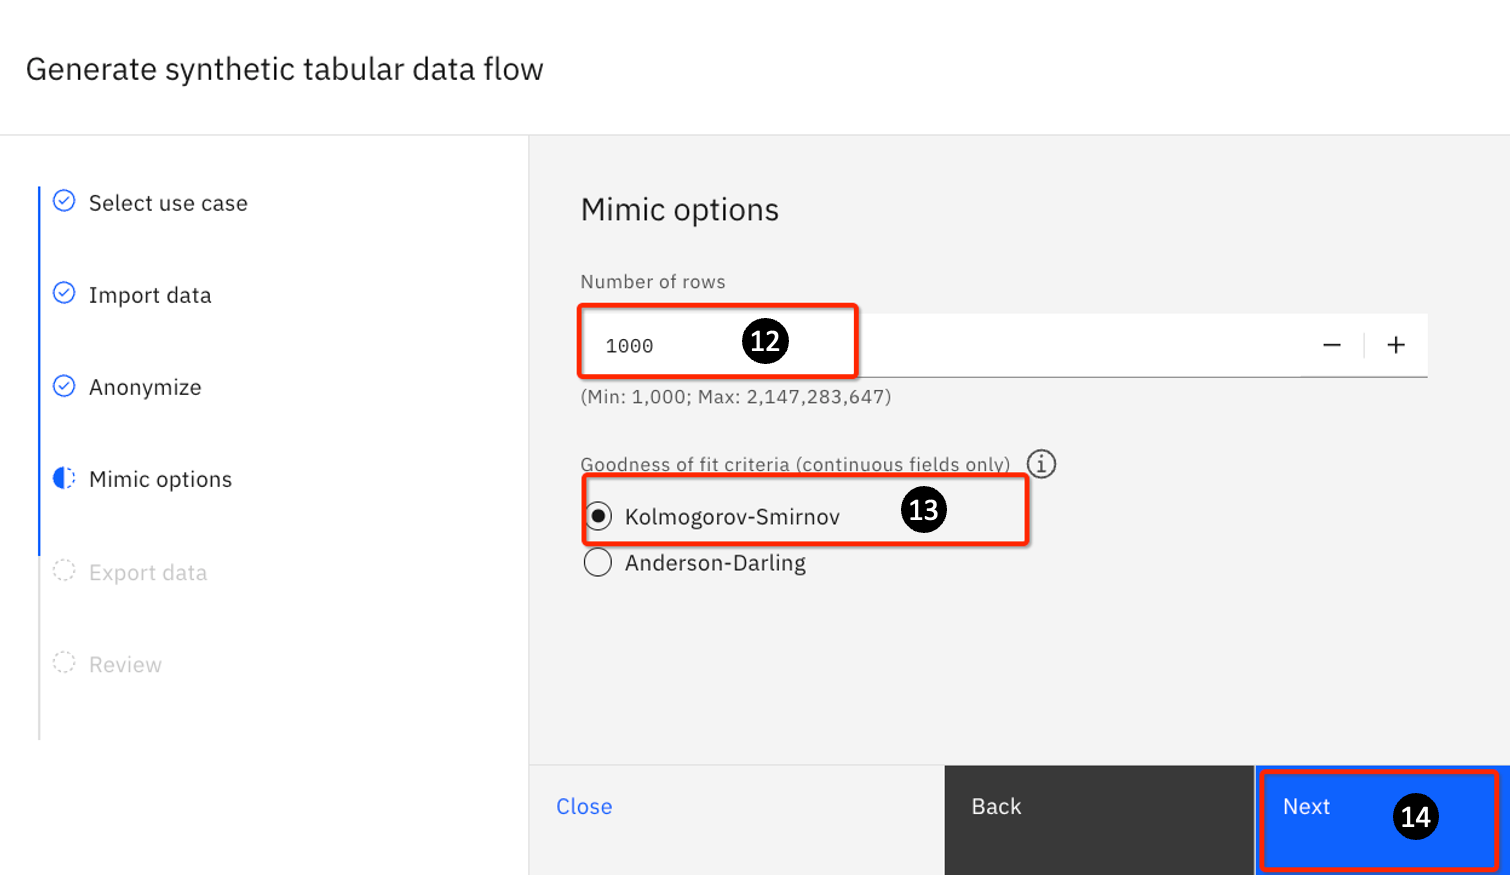 Generate synthetic tabular data flow
Select use case
Import data
Anonymize
Mimic options
Export data
Review
Mimic options
Number of rows
1000
12
(Min: 1,000; Max: 2,147,283,647)
Goodness of fit criteria (continuous fields only)
Kolmogorov-Smirnov
13
Anderson-Darling
Close
Back
Next
14